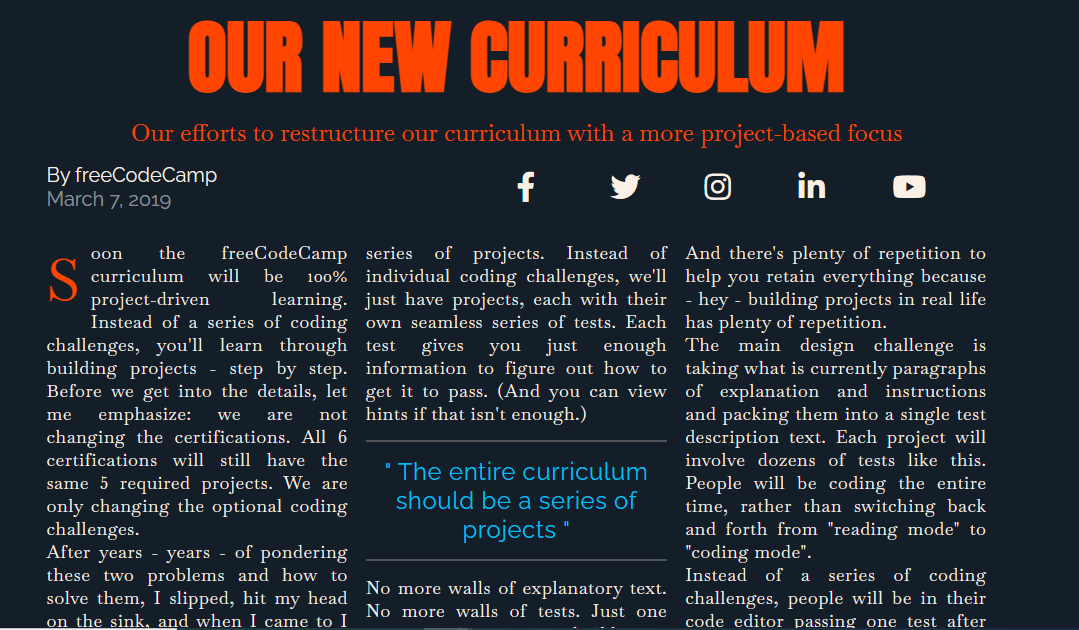 OUR NEW CURRICULUM
Our efforts to restructure our curriculum with a more project-based focus
By freeCodeCamp
March 7, 2019
Soon the freeCodeCamp
curriculum will be 100%
project-driven learning.
Instead of a series of coding
challenges, you'll learn through
building projects - step by step.
Before we get into the details, let
me emphasize: we are not
changing the certifications. All 6
certifications will still have the
same 5 required projects. We are
only changing the optional coding
challenges.
After years - years - of pondering
these two problems and how to
solve them, I slipped, hit my head
on the sink, and when I came to I
series of projects. Instead of
individual coding challenges, we'll
just have projects, each with their
own seamless series of tests. Each
test gives you just enough
information to figure out how to
get it to pass. (And you can view
hints if that isn't enough.)
" The entire curriculum
should be a series of
projects "
No more walls of explanatory text.
No more walls of tests. Just one
And there's plenty of repetition to
help you retain everything because
- hey - building projects in real life
has plenty of repetition.
The main design challenge is
taking what is currently paragraphs
of explanation and instructions
and packing them into a single test
description text. Each project will
involve dozens of tests like this.
People will be coding the entire
time, rather than switching back
and forth from "reading mode" to
"coding mode".
Instead of a series of coding
challenges, people will be in their
code editor passing one test after